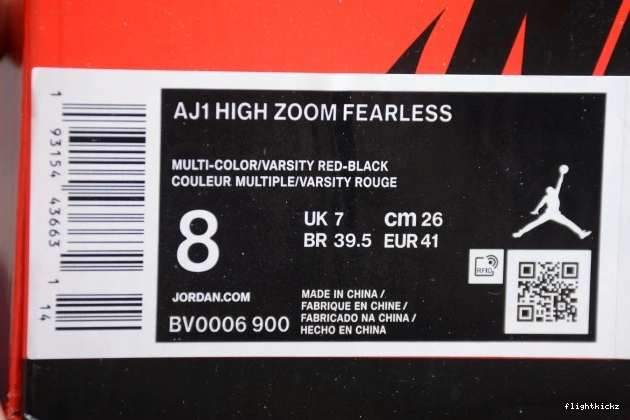 AJ1 HIGH ZOOM FEARLESS
MULTI-COLOR/VARSITY RED-BLACK
COULEUR MULTIPLE/VARSITY ROUGE
8
UK 7 cm 26
BR 39.5 EUR 41
JORDAN.COM
BV0006 900
MADE IN CHINA /
FABRIQUE EN CHINE /
FABRICADO NA CHINA /
HECHO EN CHINA
RFID
1 93154 43663 1 14
flightkickz